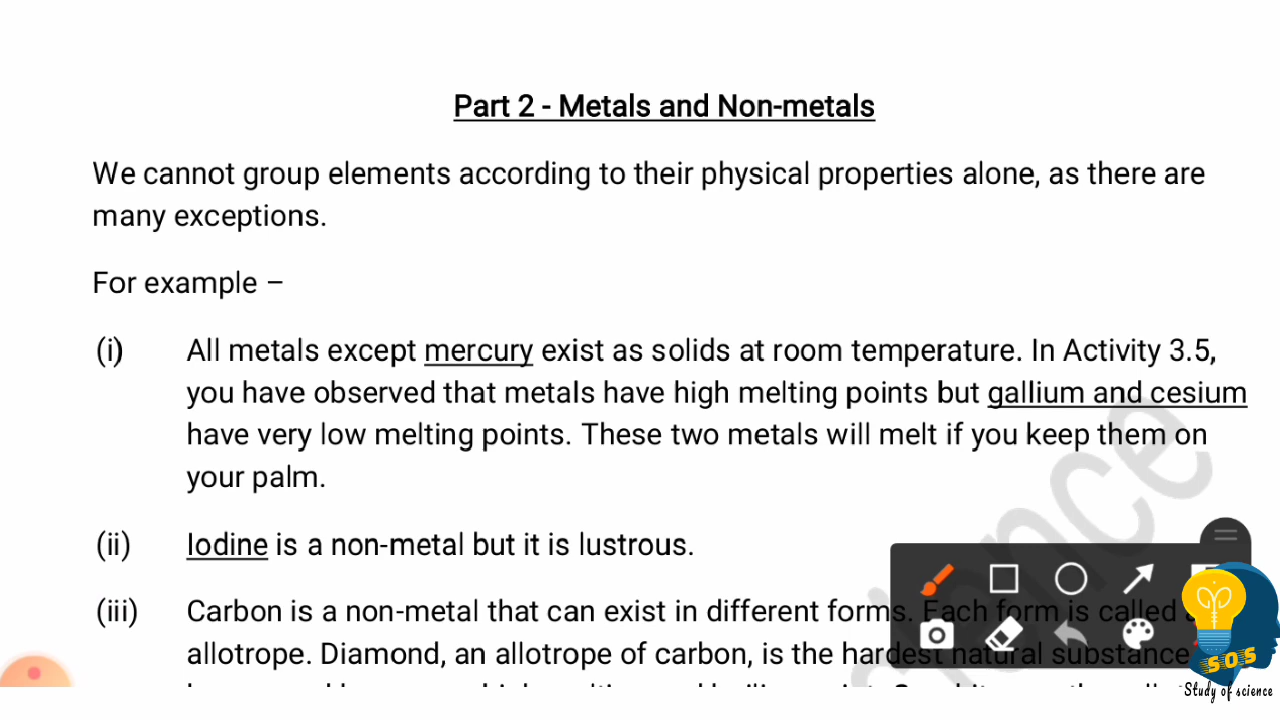 Part 2 - Metals and Non-metals
We cannot group elements according to their physical properties alone, as there are
many exceptions.
For example –
(i) All metals except mercury exist as solids at room temperature. In Activity 3.5,
you have observed that metals have high melting points but gallium and cesium
have very low melting points. These two metals will melt if you keep them on
your palm.
(ii) Iodine is a non-metal but it is lustrous.
(iii) Carbon is a non-metal that can exist in different forms. Each form is called
allotrope. Diamond, an allotrope of carbon, is the hardest natural substance
SOS
Study of science